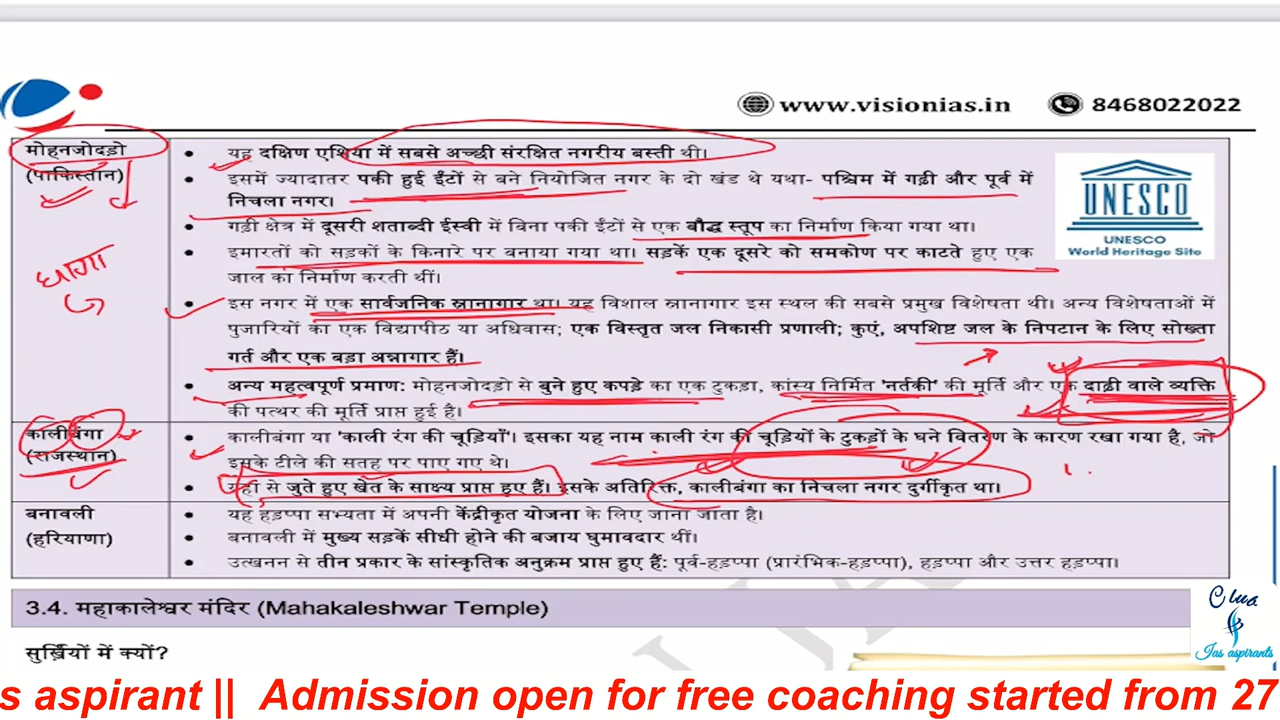 www.visionias.in 8468022022
मोहनजोदड़ो
(पाकिस्तान)
• यह दक्षिण एशिया में सबसे अच्छी संरक्षित नगरीय बस्ती थी।
• इसमें ज्यादातर पकी हुई ईंटों से बने नियोजित नगर के दो खंड थे यथा- पश्चिम में गढ़ी और पूर्व में
निचला नगर।
• गढ़ी क्षेत्र में दूसरी शताब्दी ईस्वी में बिना पकी ईंटों से एक बौद्ध स्तूप का निर्माण किया गया था।
• इमारतों को सड़कों के किनारे पर बनाया गया था। सड़कें एक दूसरे को समकोण पर काटते हुए एक
जाल का निर्माण करती थीं।
• इस नगर में एक सार्वजनिक स्नानागार था। यह विशाल स्नानागार इस स्थल की सबसे प्रमुख विशेषता थी। अन्य विशेषताओं में
पुजारियों का एक विद्यापीठ या अधिवास; एक विस्तृत जल निकासी प्रणाली; कुएं, अपशिष्ट जल के निपटान के लिए सोख्ता
गर्त और एक बड़ा अन्नागार हैं।
• अन्य महत्वपूर्ण प्रमाण: मोहनजोदड़ो से बुने हुए कपड़े का एक टुकड़ा, कांस्य निर्मित 'नर्तकी' की मूर्ति और एक दाढ़ी वाले व्यक्ति
की पत्थर की मूर्ति प्राप्त हुई है।
UNESCO
UNESCO
World Heritage Site
धागा
कालीबंगा
(राजस्थान)
• कालीबंगा या 'काली रंग की चूड़ियाँ'। इसका यह नाम काली रंग की चूड़ियों के टुकड़ों के घने वितरण के कारण रखा गया है, जो
इसके टीले की सतह पर पाए गए थे।
• यहां से जुते हुए खेत के साक्ष्य प्राप्त हुए हैं। इसके अतिरिक्त, कालीबंगा का निचला नगर दुर्गीकृत था।
बनावली
(हरियाणा)
• यह हड़प्पा सभ्यता में अपनी केंद्रीकृत योजना के लिए जाना जाता है।
• बनावली में मुख्य सड़कें सीधी होने की बजाय घुमावदार थीं।
• उत्खनन से तीन प्रकार के सांस्कृतिक अनुक्रम प्राप्त हुए हैं: पूर्व-हड़प्पा (प्रारंभिक-हड़प्पा), हड़प्पा और उत्तर हड़प्पा।
3.4. महाकालेश्वर मंदिर (Mahakaleshwar Temple)
सुर्ख़ियों में क्यों?
Ias aspirants
s aspirant || Admission open for free coaching started from 27